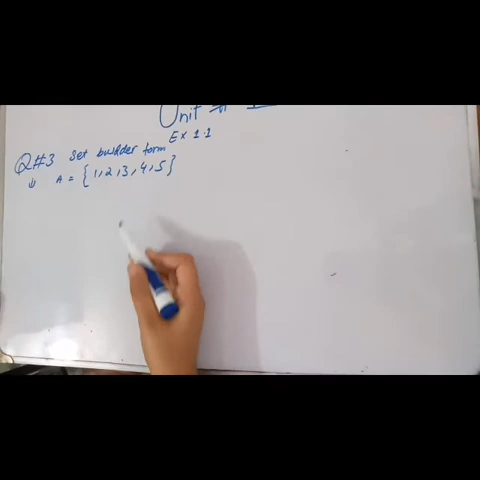 Unit #
Ex 1.1
Q#3 Set builder form
A = {1,2,3,4,5}